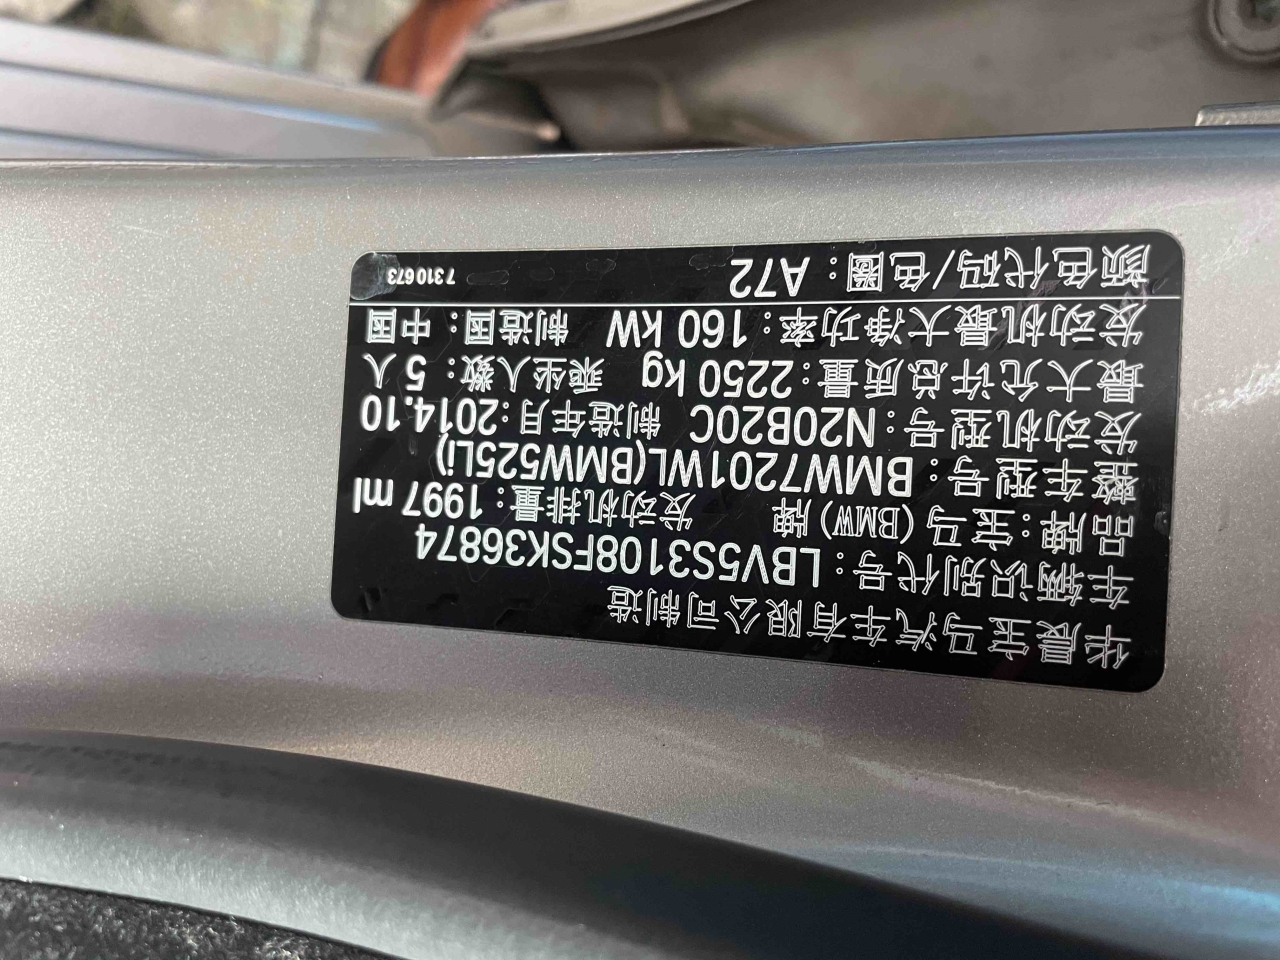 华晨宝马汽车有限公司制造
车辆识别代号：LBV5S3108FSK36874
品牌：宝马(BMW)牌 发动机排量：1997 ml
整车型号：BMW7201WL(BMW525Li)
发动机型号：N20B20C 制造年月：2014.10
最大允许总质量：2250 kg 乘坐人数：5 人
发动机最大净功率：160 kW 制造国：中国
颜色代码/色圈：A72 7310673